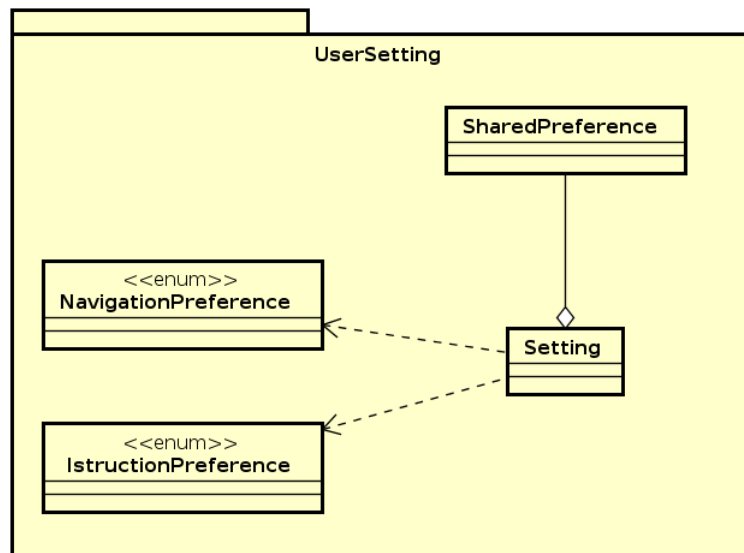 UserSetting
SharedPreference
<<enum>>
NavigationPreference
Setting
<<enum>>
IstructionPreference